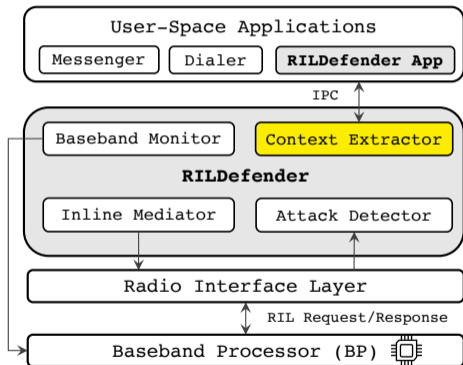 User-Space Applications
Messenger Dialer RILDefender App
IPC
Baseband Monitor Context Extractor
RILDefender
Inline Mediator Attack Detector
Radio Interface Layer
RIL Request/Response
Baseband Processor (BP)